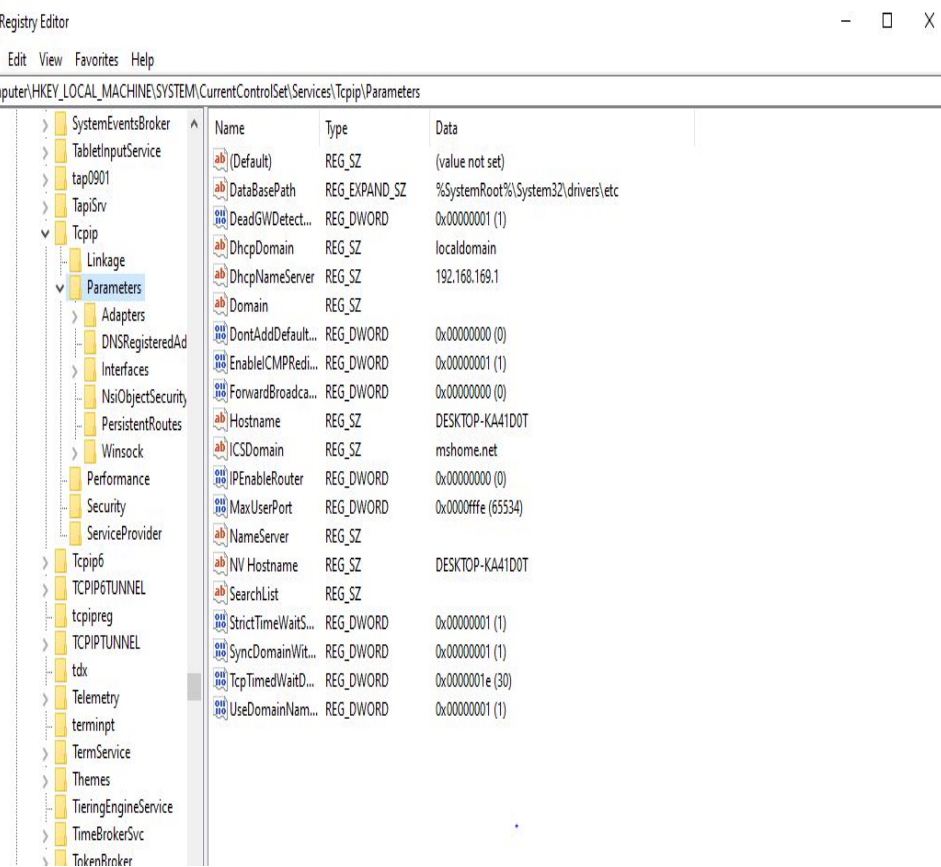 Registry Editor
Edit View Favorites Help
mputer\HKEY_LOCAL_MACHINE\SYSTEM\CurrentControlSet\Services\Tcpip\Parameters
SystemEventsBroker
TabletInputService
tap0901
TapiSrv
Tcpip
Linkage
Parameters
Adapters
DNSRegisteredAd
Interfaces
NsiObjectSecurity
PersistentRoutes
Winsock
Performance
Security
ServiceProvider
Tcpip6
TCPIP6TUNNEL
tcpipreg
TCPIPTUNNEL
tdx
Telemetry
terminpt
TermService
Themes
TieringEngineService
TimeBrokerSvc
TokenBroker
Name Type Data
(Default) REG_SZ (value not set)
DataBasePath REG_EXPAND_SZ %SystemRoot%\System32\drivers\etc
DeadGWDetect... REG_DWORD 0x00000001 (1)
DhcpDomain REG_SZ localdomain
DhcpNameServer REG_SZ 192.168.169.1
Domain REG_SZ
DontAddDefault... REG_DWORD 0x00000000 (0)
EnableICMPRedi... REG_DWORD 0x00000001 (1)
ForwardBroadca... REG_DWORD 0x00000000 (0)
Hostname REG_SZ DESKTOP-KA41D0T
ICSDomain REG_SZ mshome.net
IPEnableRouter REG_DWORD 0x00000000 (0)
MaxUserPort REG_DWORD 0x0000fffe (65534)
NameServer REG_SZ
NV Hostname REG_SZ DESKTOP-KA41D0T
SearchList REG_SZ
StrictTimeWaitS... REG_DWORD 0x00000001 (1)
SyncDomainWit... REG_DWORD 0x00000001 (1)
TcpTimedWaitD... REG_DWORD 0x0000001e (30)
UseDomainNam... REG_DWORD 0x00000001 (1)